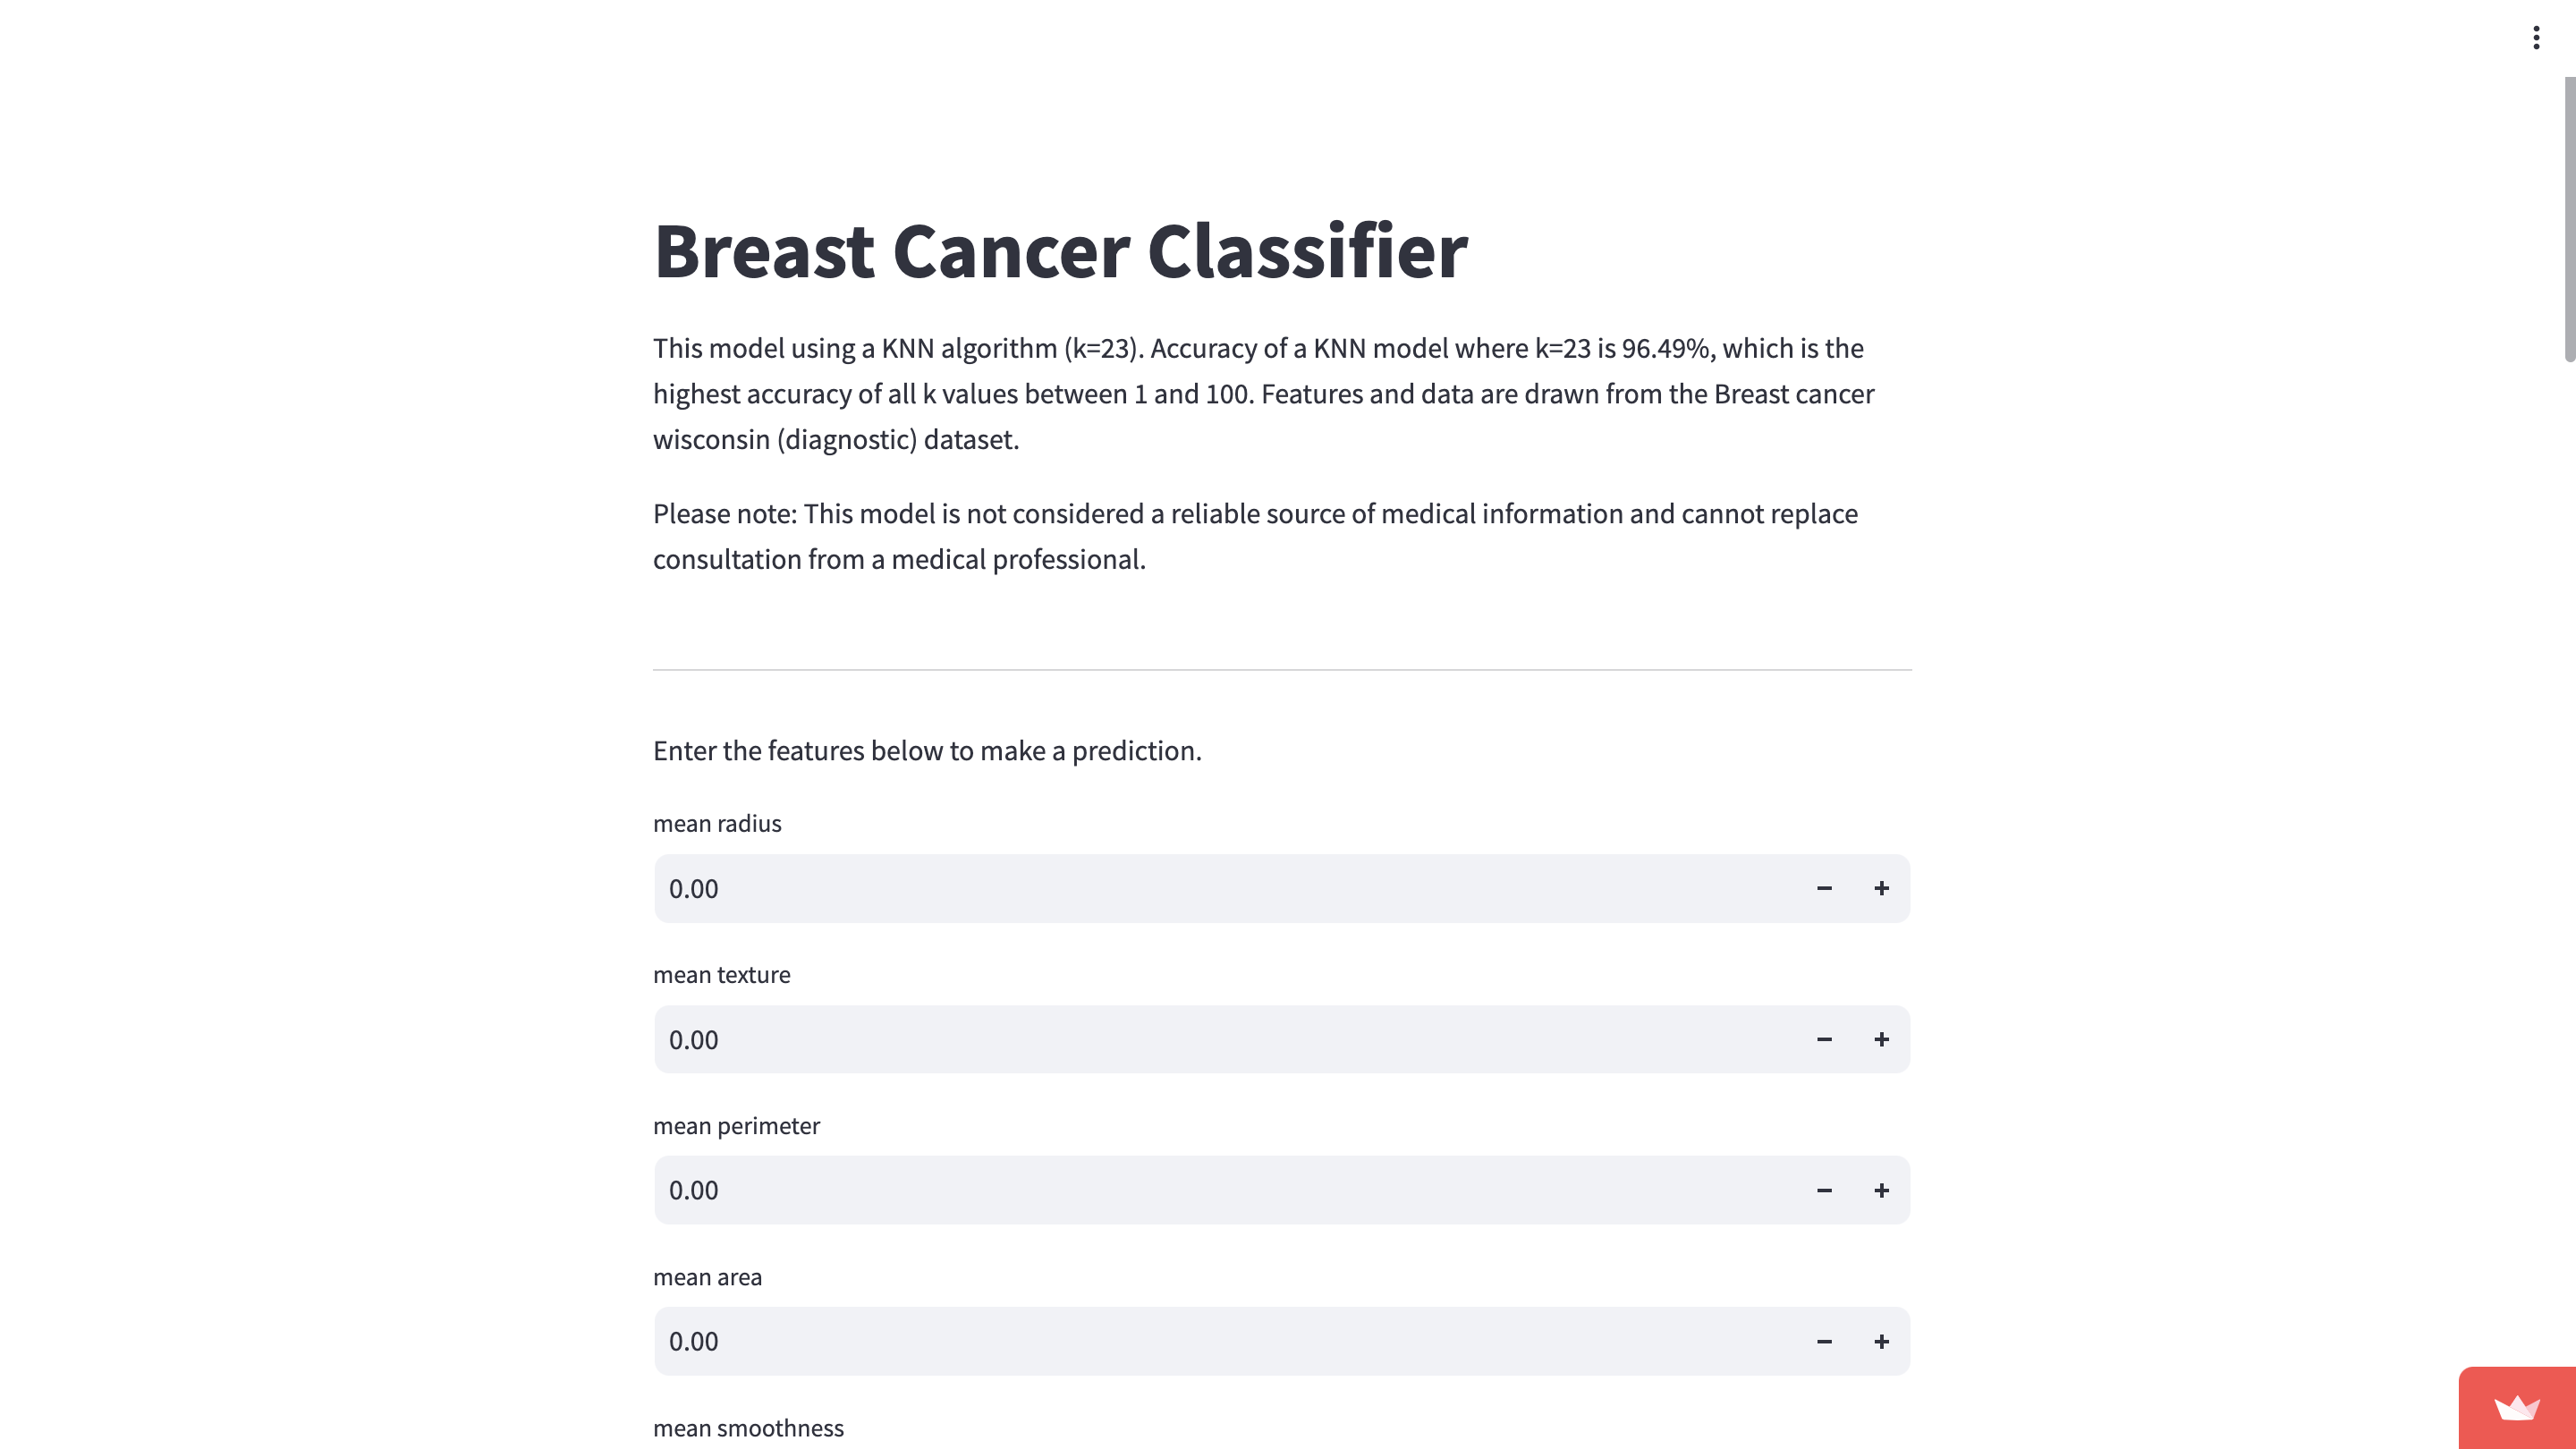 Breast Cancer Classifier
This model using a KNN algorithm (k=23). Accuracy of a KNN model where k=23 is 96.49%, which is the
highest accuracy of all k values between 1 and 100. Features and data are drawn from the Breast cancer
wisconsin (diagnostic) dataset.
Please note: This model is not considered a reliable source of medical information and cannot replace
consultation from a medical professional.
Enter the features below to make a prediction.
mean radius
0.00
mean texture
0.00
mean perimeter
0.00
mean area
0.00
mean smoothness